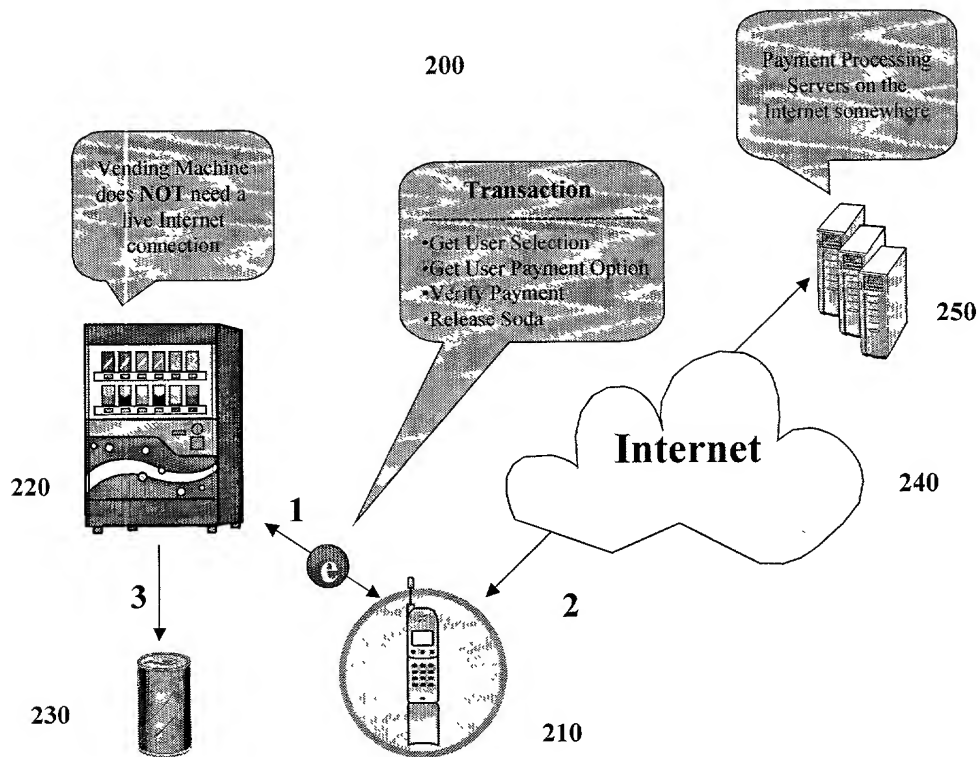 200
Payment Processing
Servers on the
Internet somewhere
Vending Machine
does NOT need a
live Internet
connection
Transaction
•Get User Selection
•Get User Payment Option
•Verify Payment
•Release Soda
250
Internet
240
220
1
e
3
2
230
210